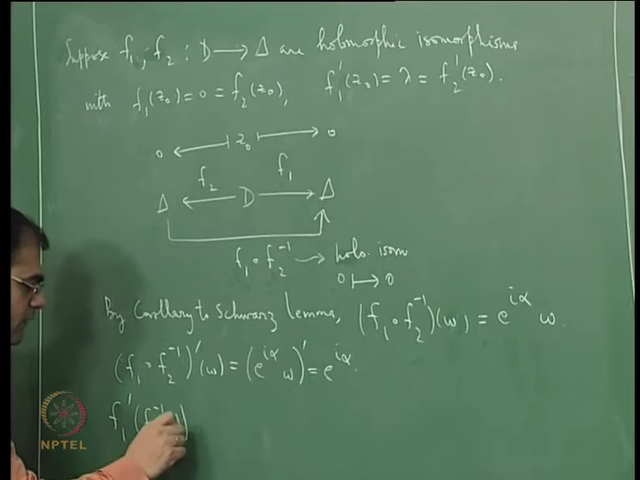 Suppose f₁, f₂ : D ⟶ Δ are holomorphic isomorphisms
with f₁(z₀) = 0 = f₂(z₀), f₁'(z₀) = λ = f₂'(z₀).
0 ⟵ z₀ ⟶ 0
f₂ f₁
Δ ⟵ D ⟶ Δ
f₁∘f₂⁻¹ ⟶ holo. isom
0 ⟼ 0
By Corollary to Schwarz lemma, (f₁∘f₂⁻¹)(w) = e^{iα} w.
(f₁∘f₂⁻¹)'(w) = (e^{iα} w)' = e^{iα}.
f₁'(f
NPTEL